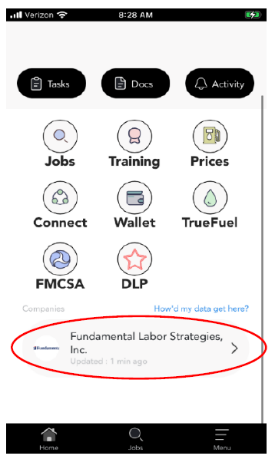 Verizon 8:28 AM
Tasks Docs Activity
Jobs Training Prices
Connect Wallet TrueFuel
FMCSA DLP
Companies How'd my data get here?
Fundamental Labor Strategies,
Inc.
Updated : 1 min ago
Home Jobs Menu